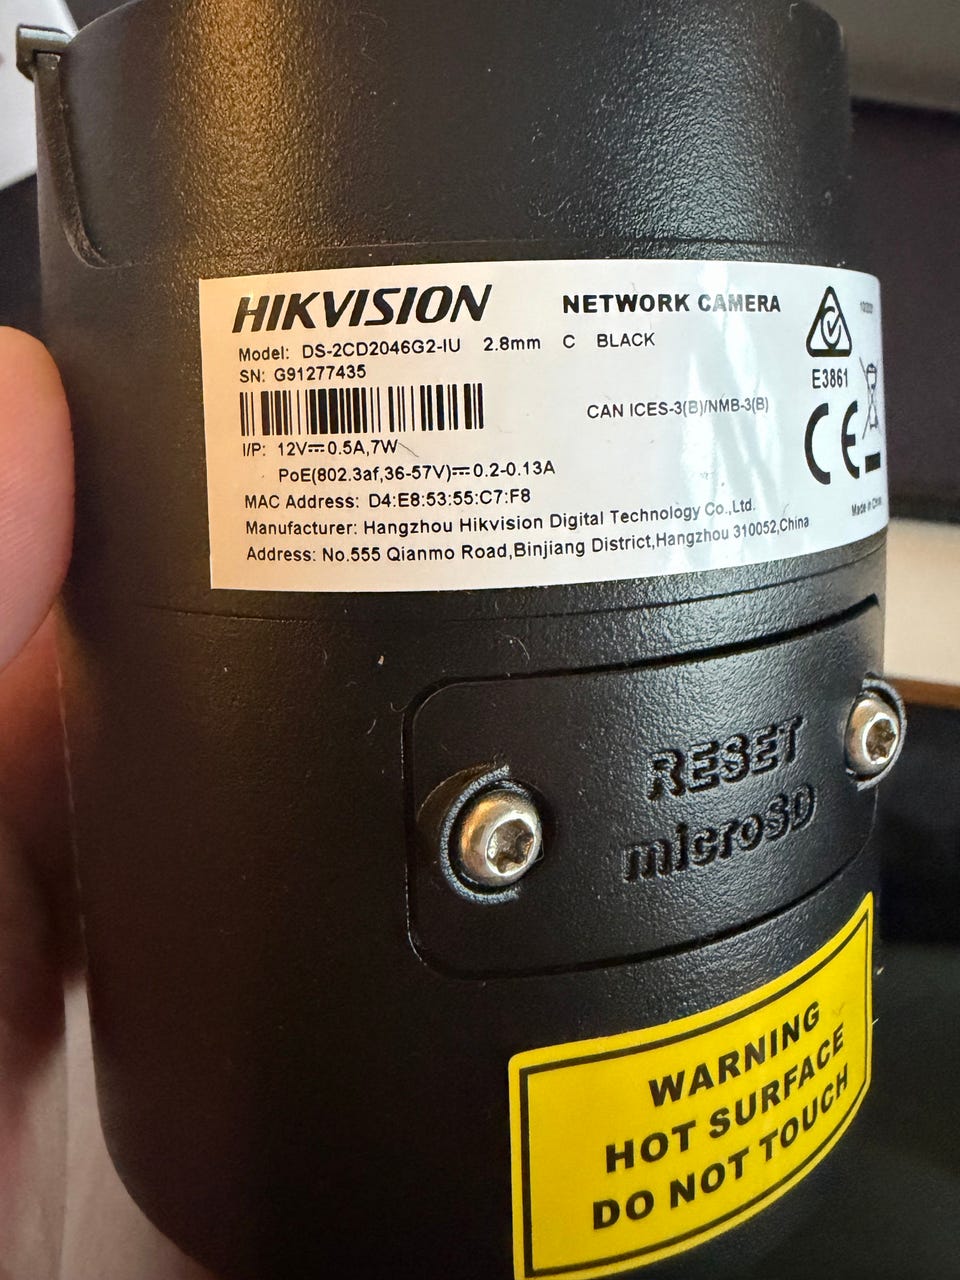 HIKVISION
NETWORK CAMERA
Model: DS-2CD2046G2-IU 2.8mm C BLACK
SN: G91277435
E3861
CAN ICES-3(B)/NMB-3(B)
I/P: 12V⎓0.5A,7W
PoE(802.3af,36-57V)⎓0.2-0.13A
CE
MAC Address: D4:E8:53:55:C7:F8
Manufacturer: Hangzhou Hikvision Digital Technology Co.,Ltd.
Made in China
Address: No.555 Qianmo Road,Binjiang District,Hangzhou 310052,China
RESET
microSD
WARNING
HOT SURFACE
DO NOT TOUCH